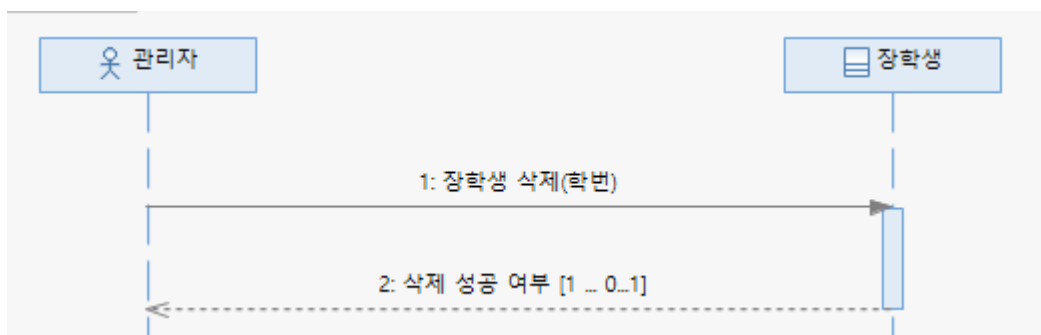 관리자
장학생
1: 장학생 삭제(학번)
2: 삭제 성공 여부 [1 ... 0...1]